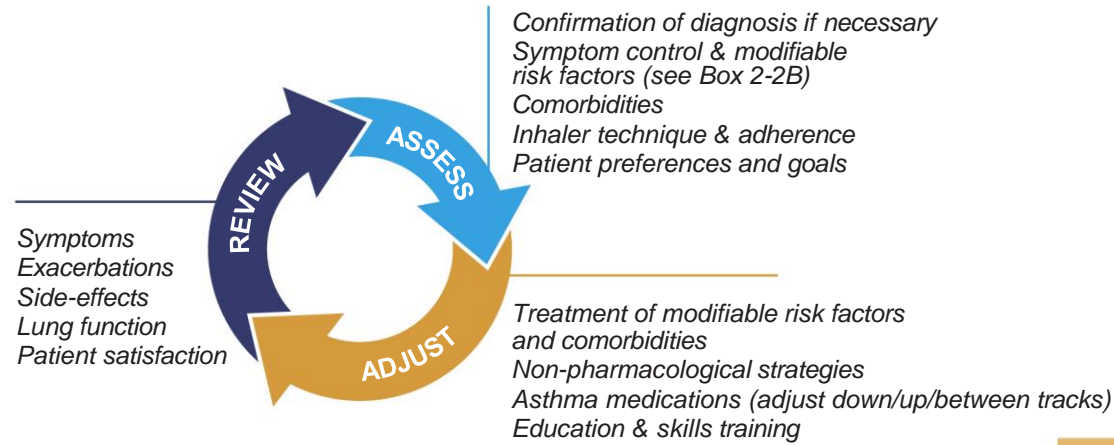 Confirmation of diagnosis if necessary
Symptom control & modifiable
risk factors (see Box 2-2B)
Comorbidities
Inhaler technique & adherence
Patient preferences and goals
ASSESS
REVIEW
Symptoms
Exacerbations
Side-effects
Lung function
Patient satisfaction
ADJUST
Treatment of modifiable risk factors
and comorbidities
Non-pharmacological strategies
Asthma medications (adjust down/up/between tracks)
Education & skills training